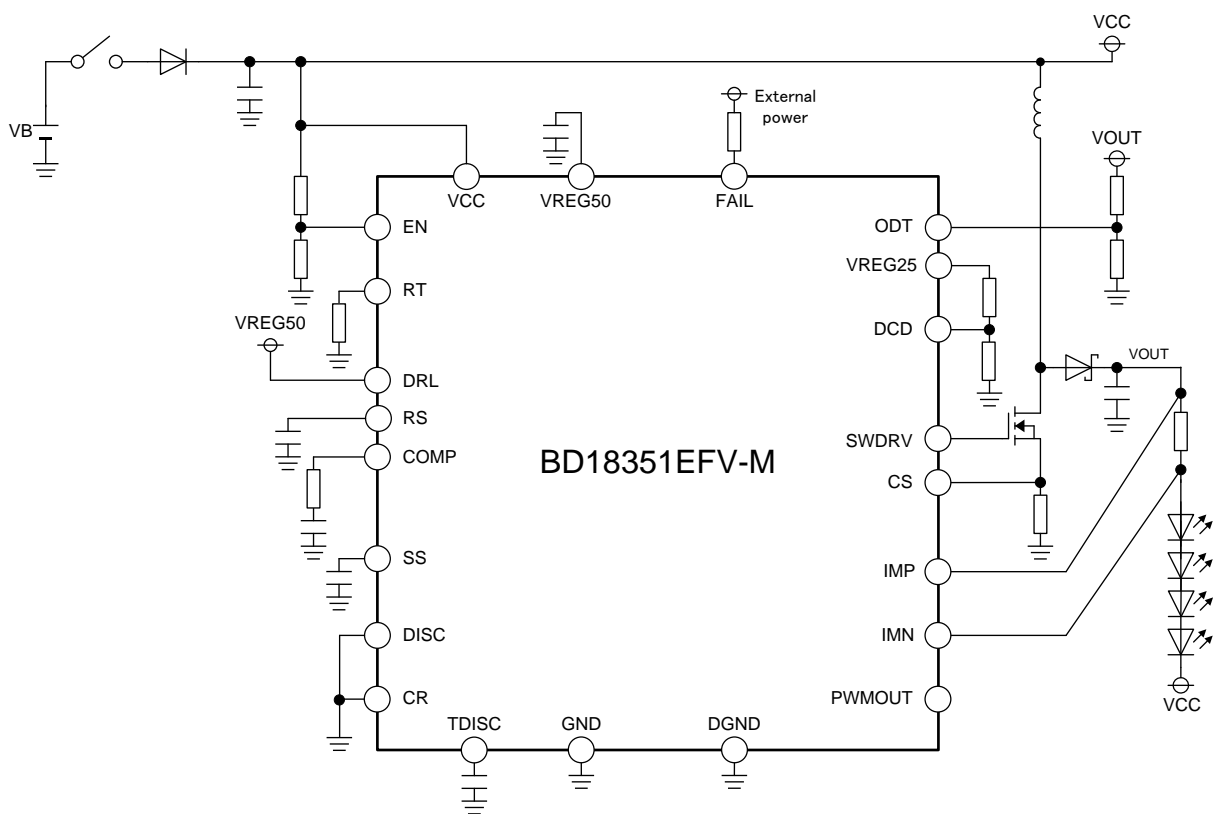 VCC
VB
External
power
VOUT
VCC
VREG50
FAIL
EN
ODT
VREG25
RT
VREG50
DCD
VOUT
DRL
RS
SWDRV
COMP
BD18351EFV-M
CS
SS
IMP
DISC
IMN
CR
PWMOUT
VCC
TDISC
GND
DGND